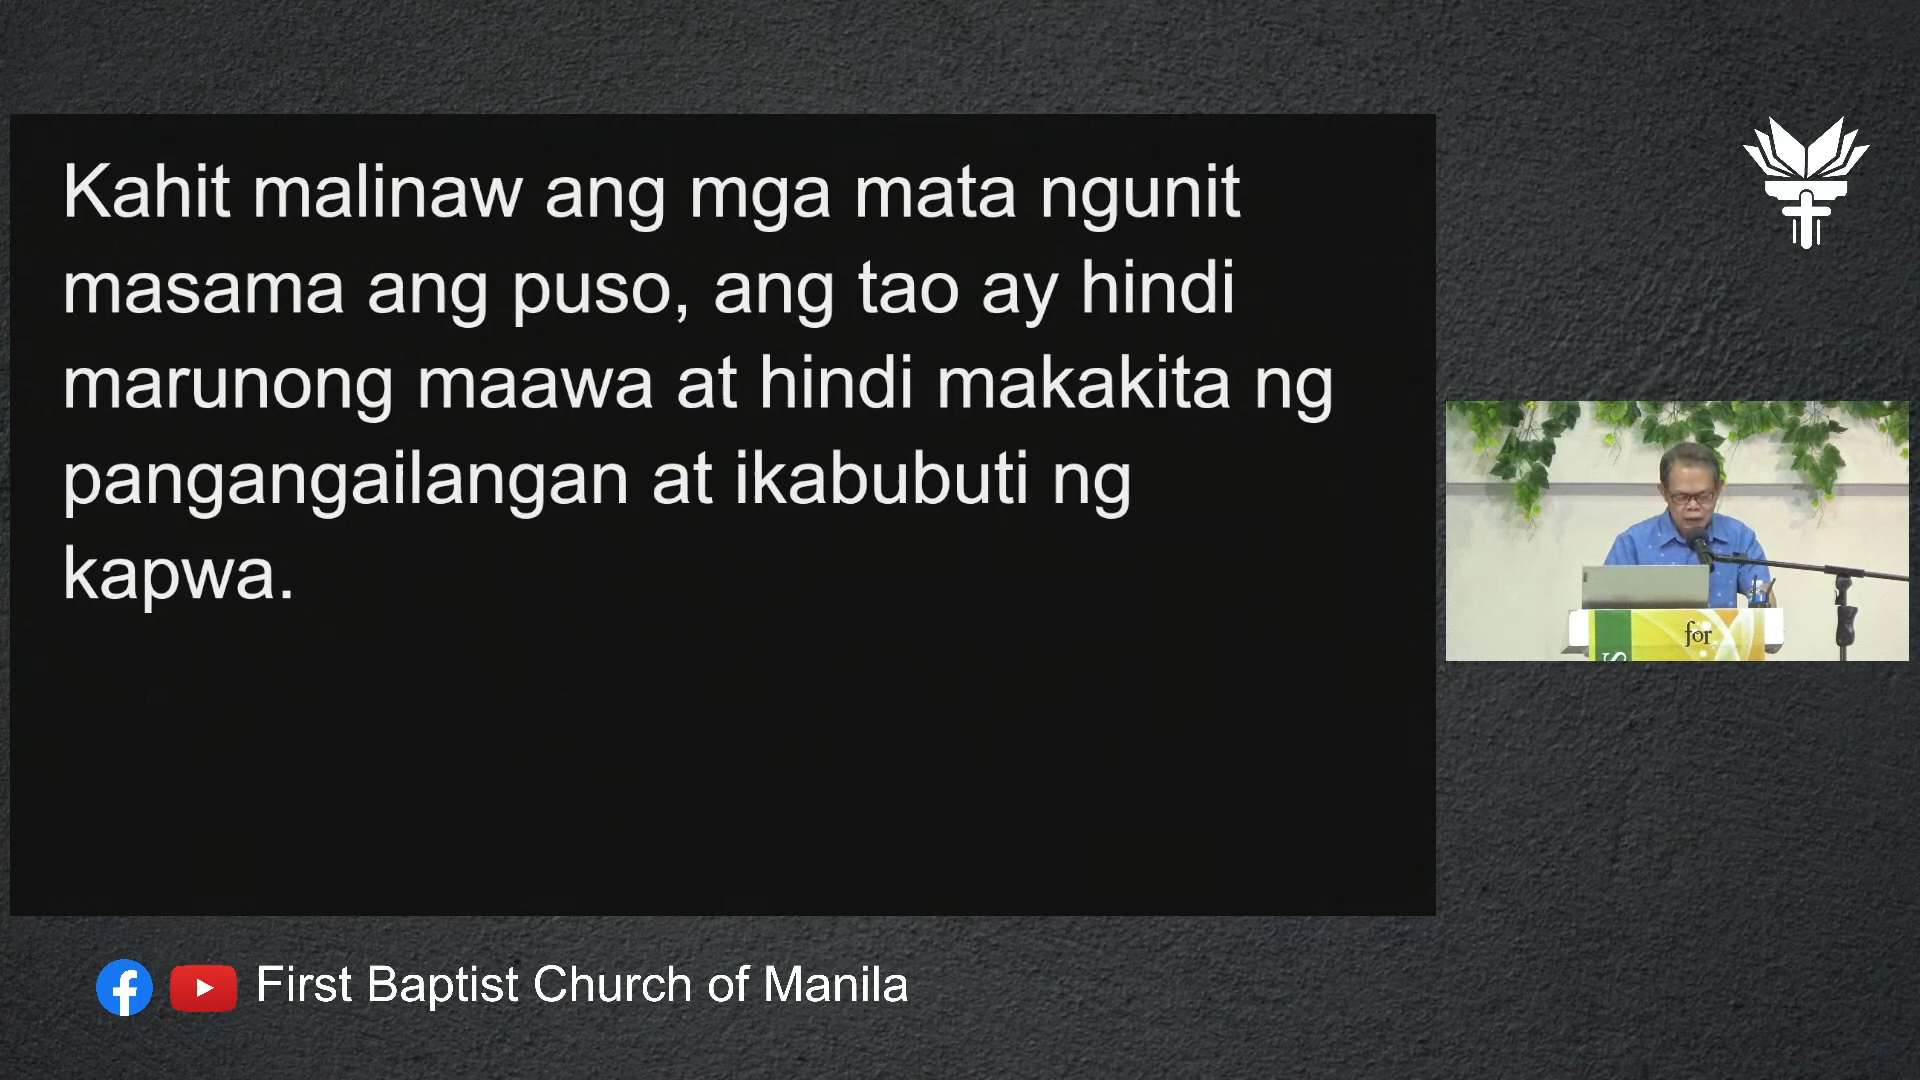 Kahit malinaw ang mga mata ngunit
masama ang puso, ang tao ay hindi
marunong maawa at hindi makakita ng
pangangailangan at ikabubuti ng
kapwa.
for
S
First Baptist Church of Manila